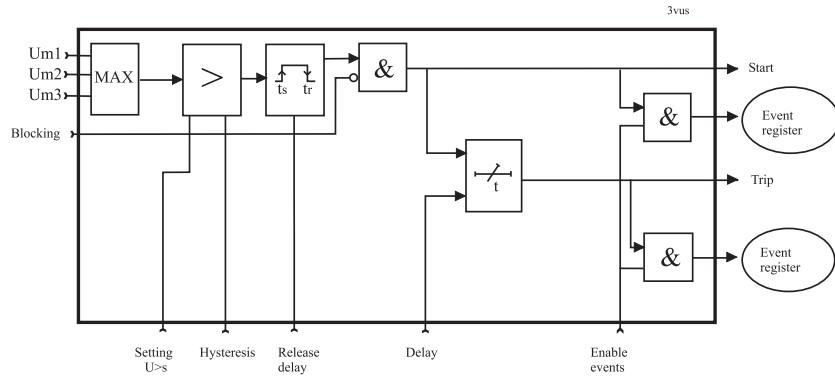 3vus
Um1
Um2
Um3
MAX
>
ts tr
&
Start
Event
register
&
Blocking
t
Trip
&
Event
register
Setting
U>s
Hysteresis
Release
delay
Delay
Enable
events